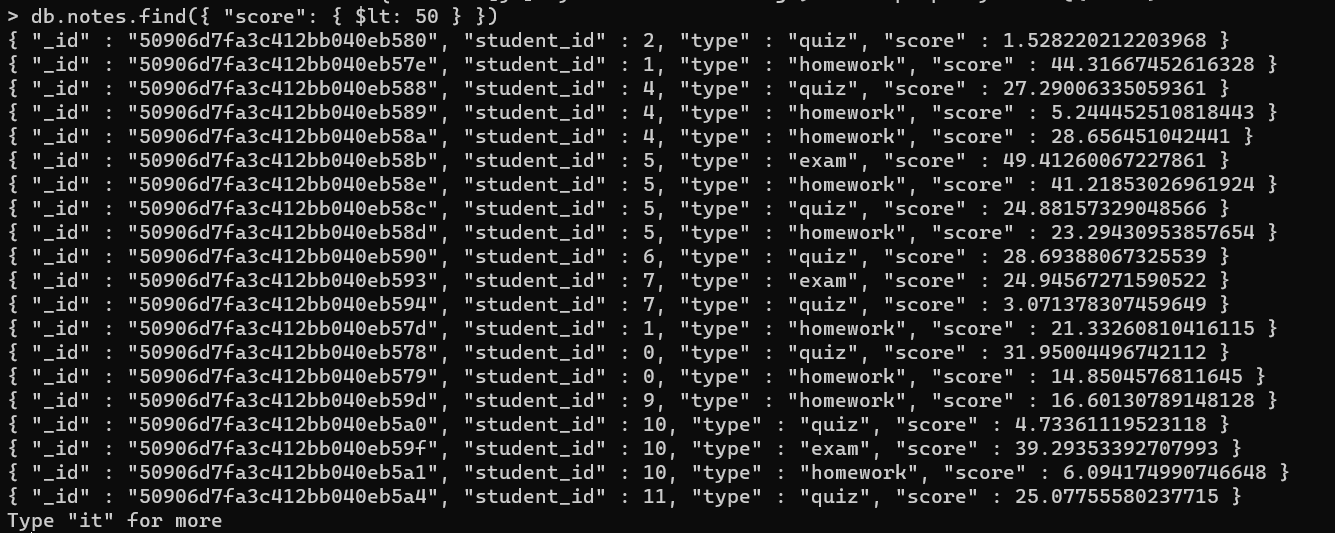 > db.notes.find({ "score": { $lt: 50 } })
{ "_id" : "50906d7fa3c412bb040eb580", "student_id" : 2, "type" : "quiz", "score" : 1.528220212203968 }
{ "_id" : "50906d7fa3c412bb040eb57e", "student_id" : 1, "type" : "homework", "score" : 44.31667452616328 }
{ "_id" : "50906d7fa3c412bb040eb588", "student_id" : 4, "type" : "quiz", "score" : 27.29006335059361 }
{ "_id" : "50906d7fa3c412bb040eb589", "student_id" : 4, "type" : "homework", "score" : 5.244452510818443 }
{ "_id" : "50906d7fa3c412bb040eb58a", "student_id" : 4, "type" : "homework", "score" : 28.656451042441 }
{ "_id" : "50906d7fa3c412bb040eb58b", "student_id" : 5, "type" : "exam", "score" : 49.41260067227861 }
{ "_id" : "50906d7fa3c412bb040eb58e", "student_id" : 5, "type" : "homework", "score" : 41.21853026961924 }
{ "_id" : "50906d7fa3c412bb040eb58c", "student_id" : 5, "type" : "quiz", "score" : 24.88157329048566 }
{ "_id" : "50906d7fa3c412bb040eb58d", "student_id" : 5, "type" : "homework", "score" : 23.29430953857654 }
{ "_id" : "50906d7fa3c412bb040eb590", "student_id" : 6, "type" : "quiz", "score" : 28.69388067325539 }
{ "_id" : "50906d7fa3c412bb040eb593", "student_id" : 7, "type" : "exam", "score" : 24.94567271590522 }
{ "_id" : "50906d7fa3c412bb040eb594", "student_id" : 7, "type" : "quiz", "score" : 3.071378307459649 }
{ "_id" : "50906d7fa3c412bb040eb57d", "student_id" : 1, "type" : "homework", "score" : 21.33260810416115 }
{ "_id" : "50906d7fa3c412bb040eb578", "student_id" : 0, "type" : "quiz", "score" : 31.95004496742112 }
{ "_id" : "50906d7fa3c412bb040eb579", "student_id" : 0, "type" : "homework", "score" : 14.8504576811645 }
{ "_id" : "50906d7fa3c412bb040eb59d", "student_id" : 9, "type" : "homework", "score" : 16.60130789148128 }
{ "_id" : "50906d7fa3c412bb040eb5a0", "student_id" : 10, "type" : "quiz", "score" : 4.73361119523118 }
{ "_id" : "50906d7fa3c412bb040eb59f", "student_id" : 10, "type" : "exam", "score" : 39.29353392707993 }
{ "_id" : "50906d7fa3c412bb040eb5a1", "student_id" : 10, "type" : "homework", "score" : 6.094174990746648 }
{ "_id" : "50906d7fa3c412bb040eb5a4", "student_id" : 11, "type" : "quiz", "score" : 25.07755580237715 }
Type "it" for more